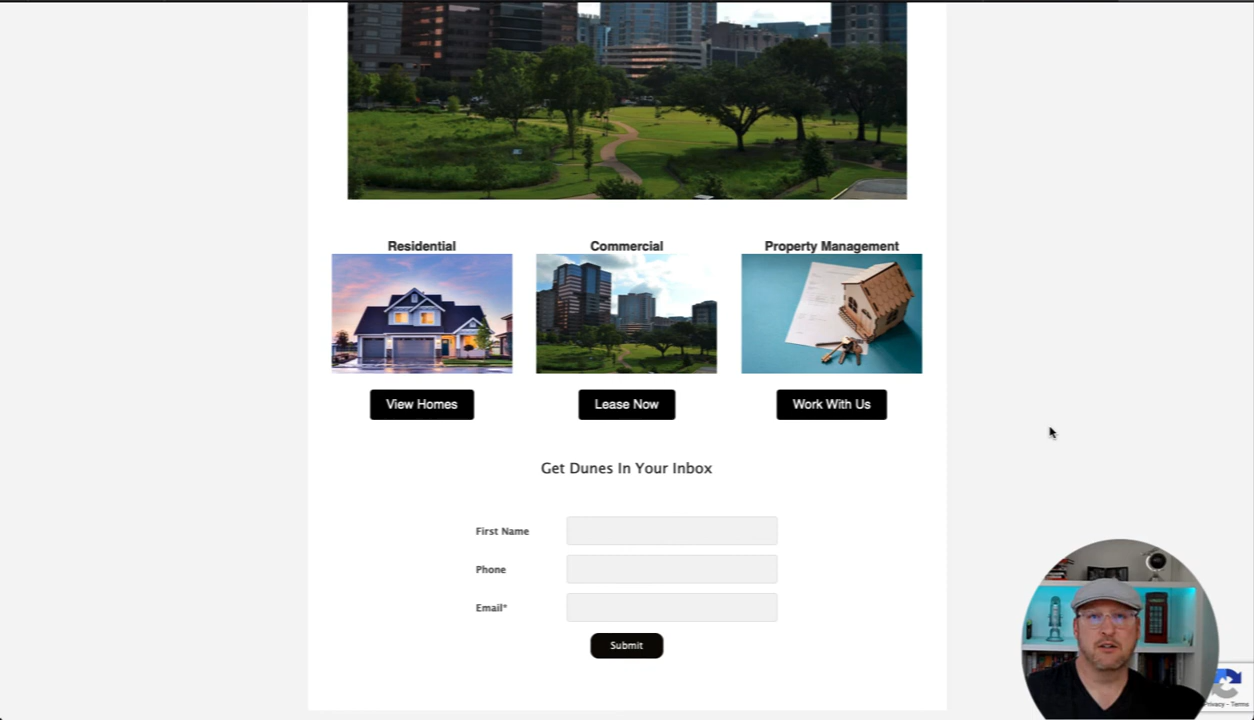 Residential
Commercial
Property Management
View Homes
Lease Now
Work With Us
Get Dunes In Your Inbox
First Name
Phone
Email*
Submit
Privacy - Terms